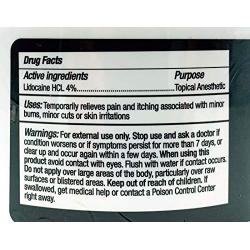 Drug Facts
Active ingredients Purpose
Lidocaine HCL 4% Topical Anesthetic
Uses: Temporarily relieves pain and itching associated with minor
burns, minor cuts or skin irritations
Warnings: For external use only. Stop use and ask a doctor if
condition worsens or if symptoms persist for more than 7 days, or
clear up and occur again within a few days. When using this
product avoid contact with eyes. Flush with water if contact occurs.
Do not apply over large areas of the body, particularly over raw
surfaces or blistered areas. Keep out of reach of children. If
swallowed, get medical help or contact a Poison Control Center
right away.